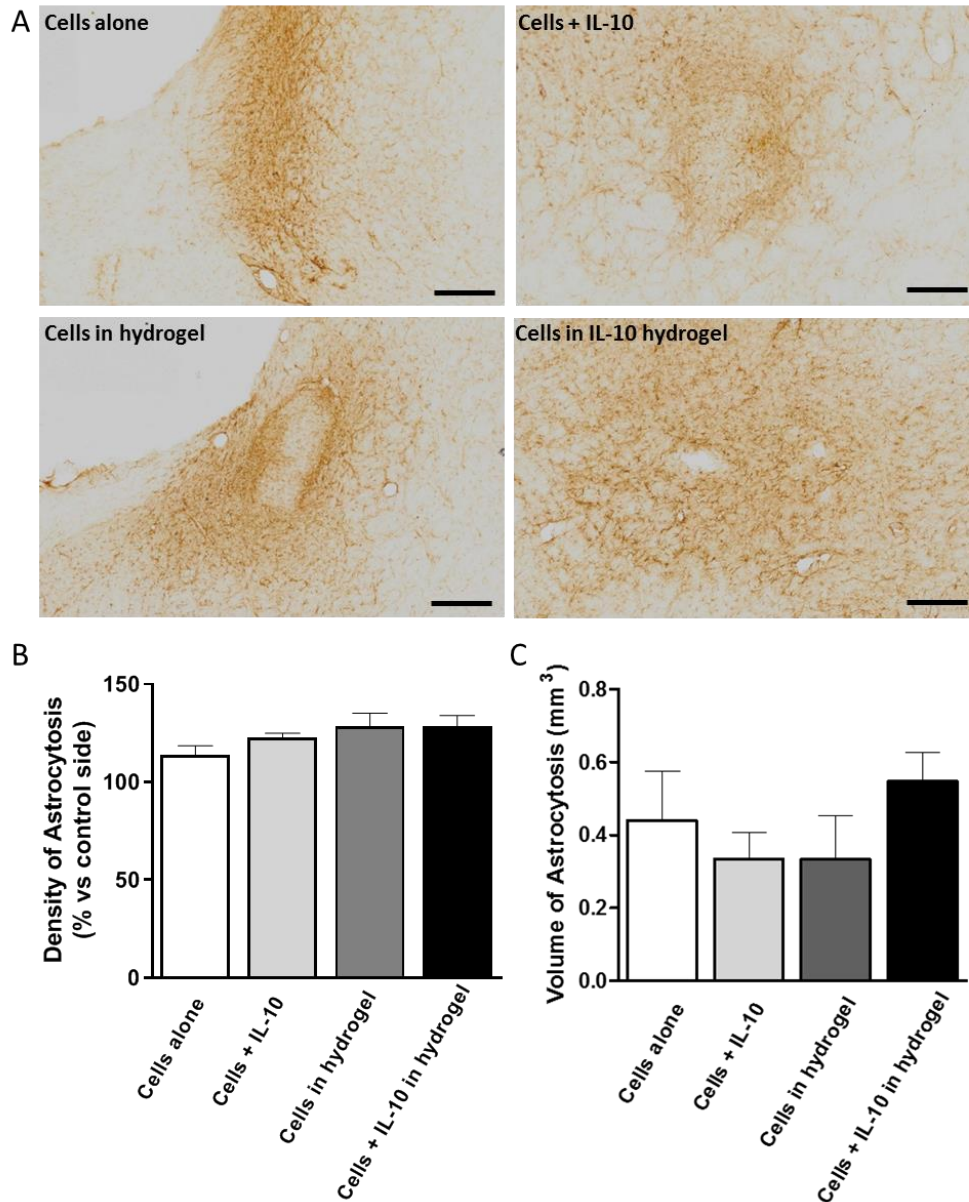 A
Cells alone
Cells + IL-10
Cells in hydrogel
Cells in IL-10 hydrogel
B
Density of Astrocytosis
(% vs control side)
150
100
50
0
Cells alone
Cells + IL-10
Cells in hydrogel
Cells + IL-10 in hydrogel
C
Volume of Astrocytosis (mm³)
0.8
0.6
0.4
0.2
0.0
Cells alone
Cells + IL-10
Cells in hydrogel
Cells + IL-10 in hydrogel